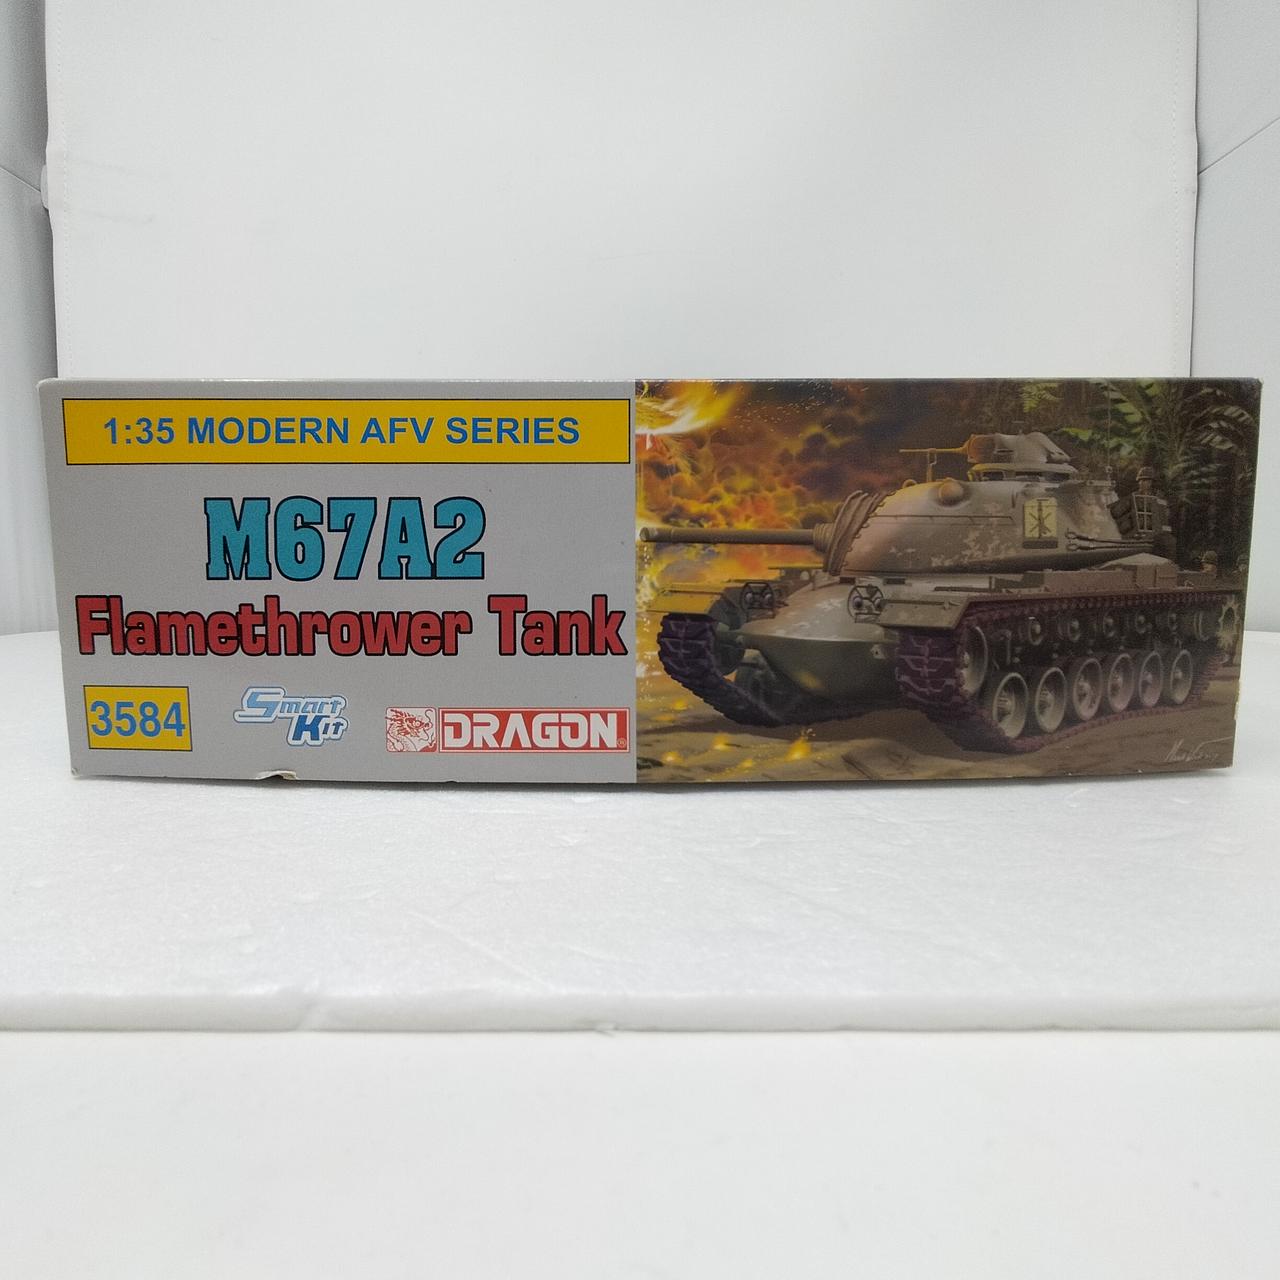 1:35 MODERN AFV SERIES
M67A2
Flamethrower Tank
3584
Smart Kit
DRAGON